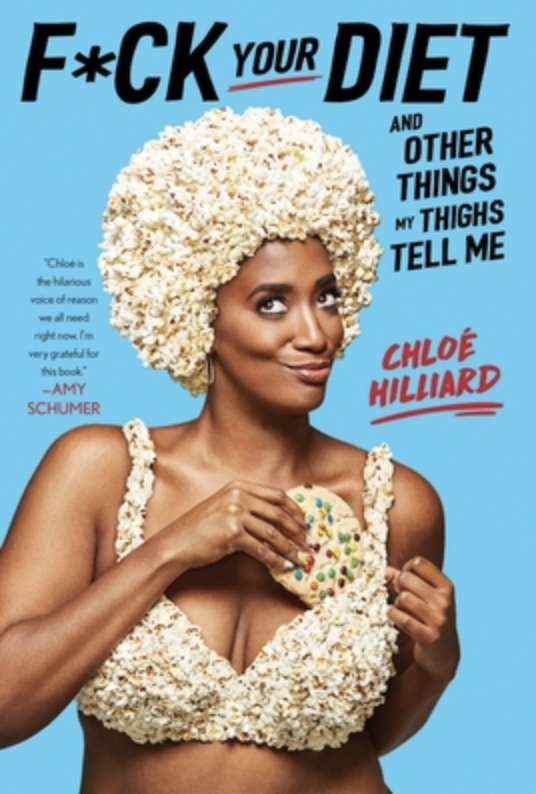 F*CK YOUR DIET
AND
OTHER
THINGS
MY THIGHS
TELL ME
"Chloé is
the hilarious
voice of reason
we all need
right now. I'm
very grateful for
this book."
—AMY
SCHUMER
CHLOÉ
HILLIARD